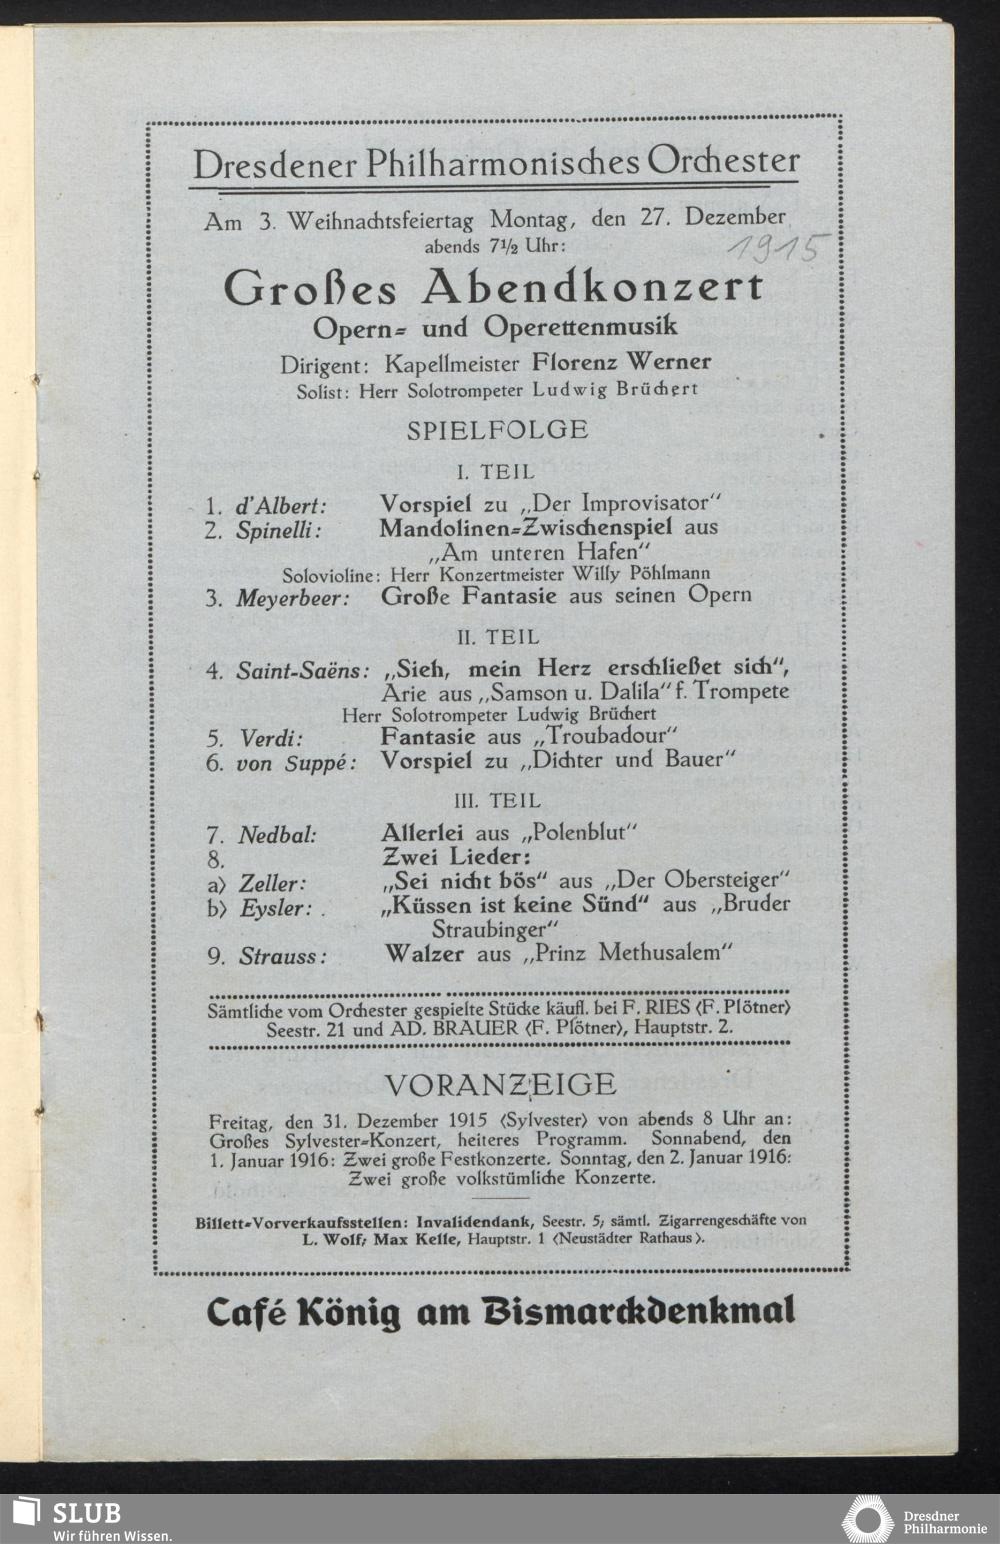 Dresdener Philharmonisches Orchester
Am 3. Weihnachtsfeiertag Montag, den 27. Dezember
1915
abends 7½ Uhr:
Großes Abendkonzert
Opern- und Operettenmusik
Dirigent: Kapellmeister Florenz Werner
Solist: Herr Solotrompeter Ludwig Brüchert
SPIELFOLGE
I. TEIL
1. d'Albert: Vorspiel zu „Der Improvisator“
2. Spinelli: Mandolinen-Zwischenspiel aus
„Am unteren Hafen“
Solovioline: Herr Konzertmeister Willy Pöhlmann
3. Meyerbeer: Große Fantasie aus seinen Opern
II. TEIL
4. Saint-Saëns: „Sieh, mein Herz erschließet sich“,
Arie aus „Samson u. Dalila“ f. Trompete
Herr Solotrompeter Ludwig Brüchert
5. Verdi: Fantasie aus „Troubadour“
6. von Suppé: Vorspiel zu „Dichter und Bauer“
III. TEIL
7. Nedbal: Allerlei aus „Polenblut“
8. Zwei Lieder:
a) Zeller: „Sei nicht bös“ aus „Der Obersteiger“
b) Eysler: „Küssen ist keine Sünd“ aus „Bruder
Straubinger“
9. Strauss: Walzer aus „Prinz Methusalem“
Sämtliche vom Orchester gespielte Stücke käufl. bei F. RIES (F. Plötner)
Seestr. 21 und AD. BRAUER (F. Plötner), Hauptstr. 2.
VORANZEIGE
Freitag, den 31. Dezember 1915 (Sylvester) von abends 8 Uhr an:
Großes Sylvester-Konzert, heiteres Programm. Sonnabend, den
1. Januar 1916: Zwei große Festkonzerte. Sonntag, den 2. Januar 1916:
Zwei große volkstümliche Konzerte.
Billett-Vorverkaufsstellen: Invalidendank, Seestr. 5; sämtl. Zigarrengeschäfte von
L. Wolf; Max Kelle, Hauptstr. 1 (Neustädter Rathaus).
Café König am Bismarckdenkmal
SLUB
Wir führen Wissen.
Dresdner
Philharmonie